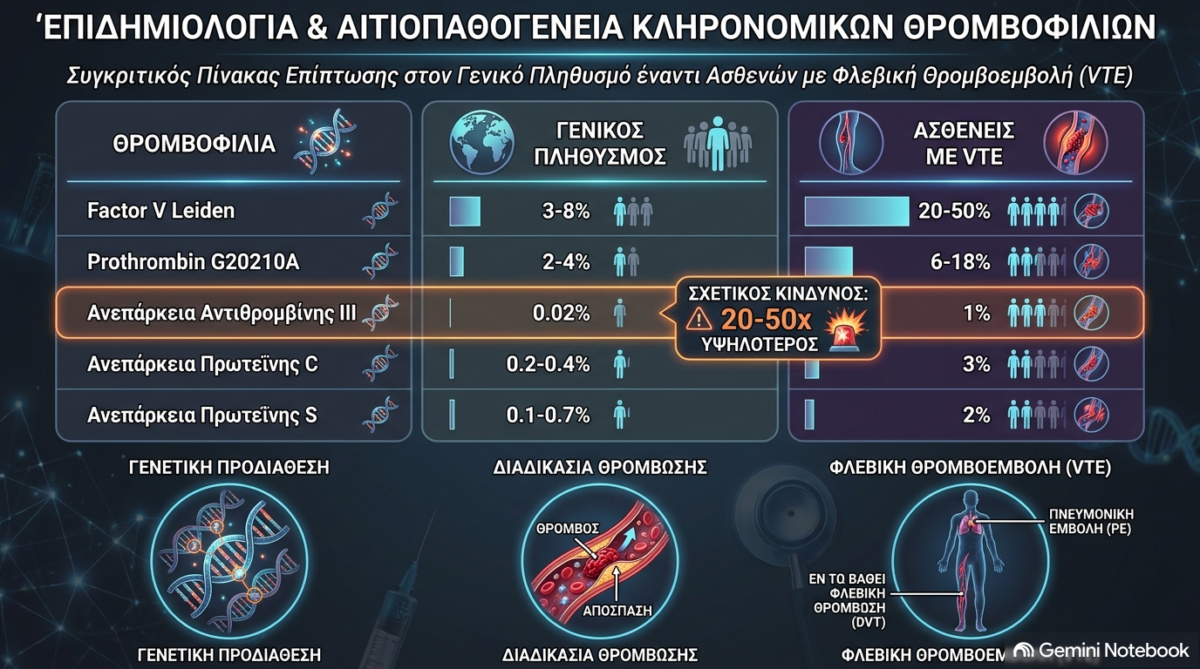 ʽΕΠΙΔΗΜΙΟΛΟΓΙΑ & ΑΙΤΙΟΠΑΘΟΓΕΝΕΙΑ ΚΛΗΡΟΝΟΜΙΚΩΝ ΘΡΟΜΒΟΦΙΛΙΩΝ
Συγκριτικός Πίνακας Επίπτωσης στον Γενικό Πληθυσμό έναντι Ασθενών με Φλεβική Θρομβοεμβολή (VTE)
ΘΡΟΜΒΟΦΙΛΙΑ
ΓΕΝΙΚΟΣ
ΠΛΗΘΥΣΜΟΣ
ΑΣΘΕΝΕΙΣ
ΜΕ VTE
Factor V Leiden 3-8% 20-50%
Prothrombin G20210A 2-4% 6-18%
Ανεπάρκεια Αντιθρομβίνης III 0.02% 1%
ΣΧΕΤΙΚΟΣ ΚΙΝΔΥΝΟΣ:
20-50x
ΥΨΗΛΟΤΕΡΟΣ
Ανεπάρκεια Πρωτεΐνης C 0.2-0.4% 3%
Ανεπάρκεια Πρωτεΐνης S 0.1-0.7% 2%
ΓΕΝΕΤΙΚΗ ΠΡΟΔΙΑΘΕΣΗ
ΔΙΑΔΙΚΑΣΙΑ ΘΡΟΜΒΩΣΗΣ
ΘΡΟΜΒΟΣ
ΑΠΟΣΠΑΣΗ
ΦΛΕΒΙΚΗ ΘΡΟΜΒΟΕΜΒΟΛΗ (VTE)
ΠΝΕΥΜΟΝΙΚΗ
ΕΜΒΟΛΗ (PE)
ΕΝ ΤΩ ΒΑΘΕΙ
ΦΛΕΒΙΚΗ
ΘΡΟΜΒΩΣΗ
(DVT)
ΓΕΝΕΤΙΚΗ ΠΡΟΔΙΑΘΕΣΗ
ΔΙΑΔΙΚΑΣΙΑ ΘΡΟΜΒΩΣΗΣ
ΦΛΕΒΙΚΗ
Gemini Notebook